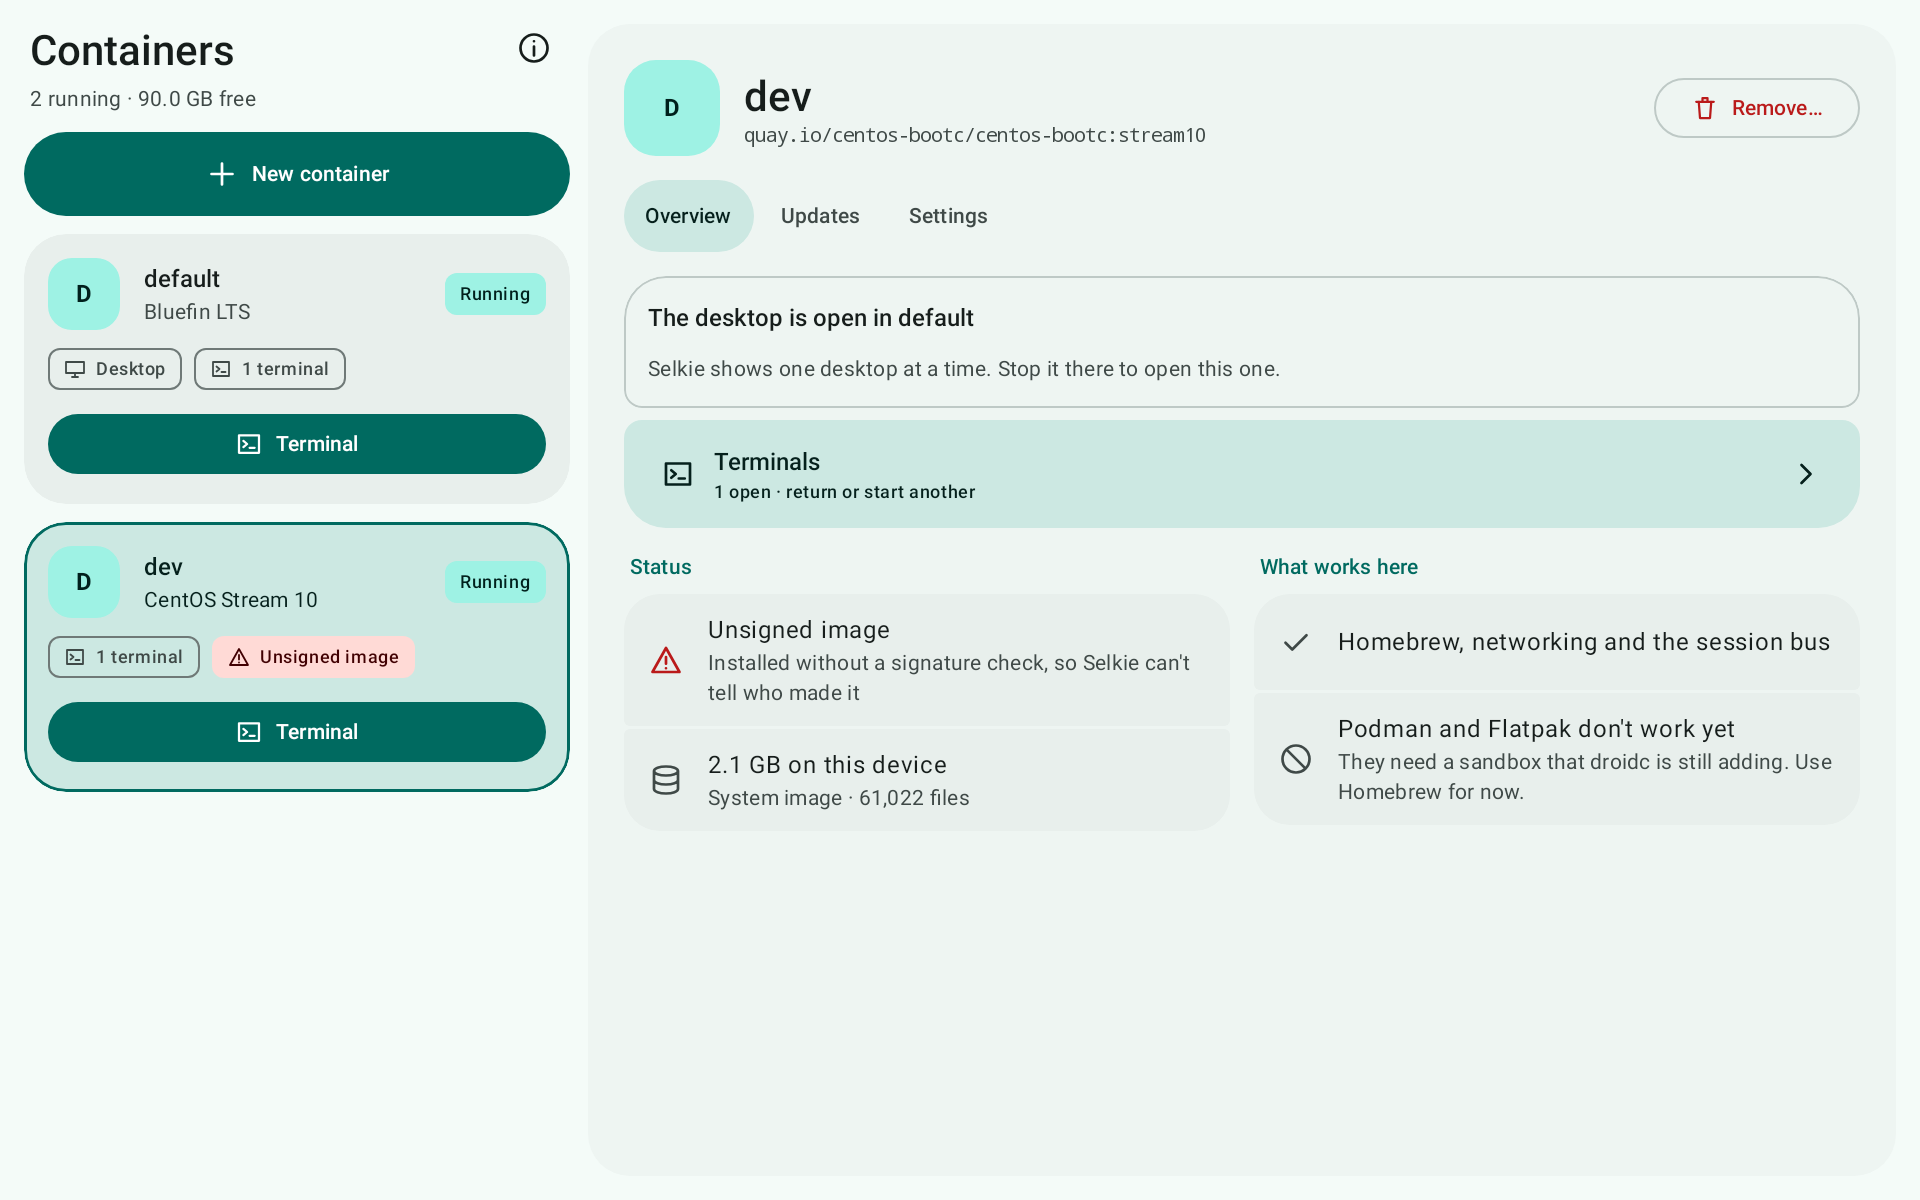 Containers
2 running · 90.0 GB free
New container
D
default
Bluefin LTS
Running
Desktop
1 terminal
Terminal
D
dev
CentOS Stream 10
Running
1 terminal
Unsigned image
Terminal
D
dev
quay.io/centos-bootc/centos-bootc:stream10
Remove…
Overview
Updates
Settings
The desktop is open in default
Selkie shows one desktop at a time. Stop it there to open this one.
Terminals
1 open · return or start another
Status
Unsigned image
Installed without a signature check, so Selkie can't
tell who made it
2.1 GB on this device
System image · 61,022 files
What works here
Homebrew, networking and the session bus
Podman and Flatpak don't work yet
They need a sandbox that droidc is still adding. Use
Homebrew for now.